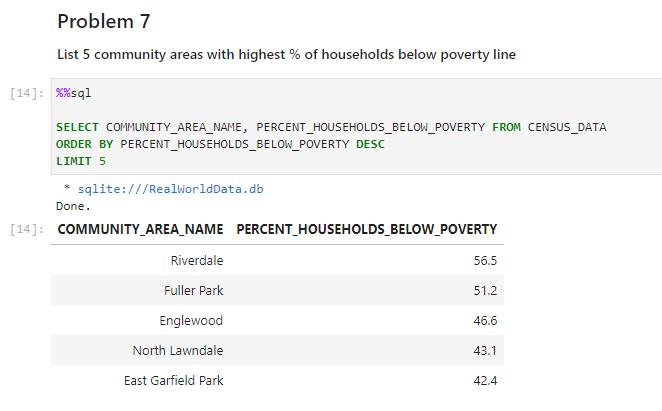 Problem 7
List 5 community areas with highest % of households below poverty line
[14]: %%sql
SELECT COMMUNITY_AREA_NAME, PERCENT_HOUSEHOLDS_BELOW_POVERTY FROM CENSUS_DATA
ORDER BY PERCENT_HOUSEHOLDS_BELOW_POVERTY DESC
LIMIT 5
* sqlite:///RealWorldData.db
Done.
[14]: COMMUNITY_AREA_NAME PERCENT_HOUSEHOLDS_BELOW_POVERTY
Riverdale 56.5
Fuller Park 51.2
Englewood 46.6
North Lawndale 43.1
East Garfield Park 42.4